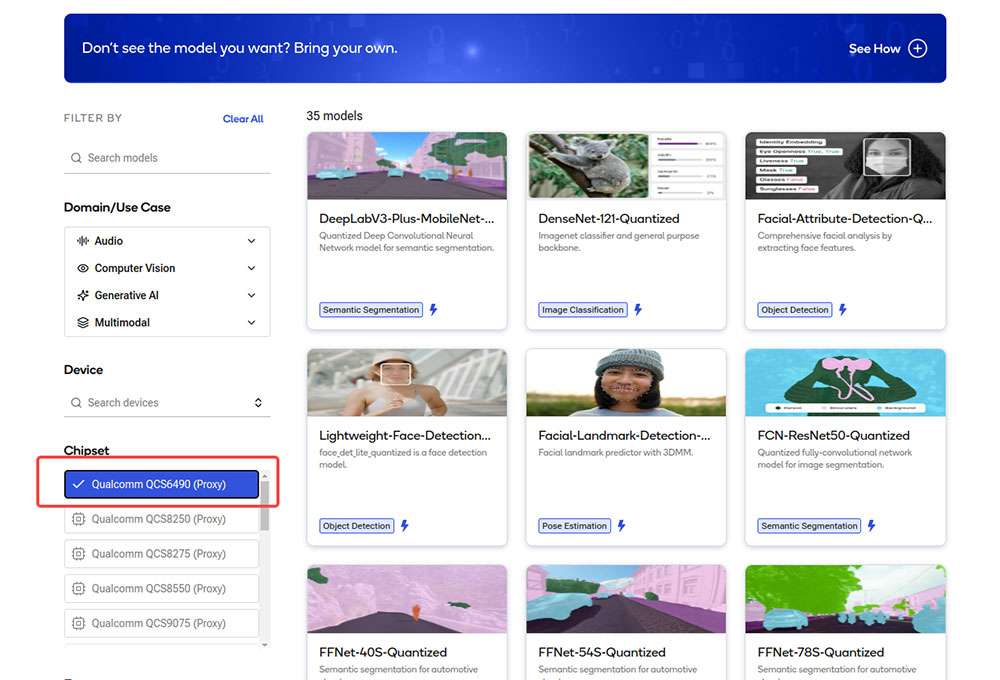 Don't see the model you want? Bring your own.
See How
FILTER BY
Clear All
Search models
Domain/Use Case
Audio
Computer Vision
Generative AI
Multimodal
Device
Search devices
Chipset
Qualcomm QCS6490 (Proxy)
Qualcomm QCS8250 (Proxy)
Qualcomm QCS8275 (Proxy)
Qualcomm QCS8550 (Proxy)
Qualcomm QCS9075 (Proxy)
35 models
DeepLabV3-Plus-MobileNet-...
Quantized Deep Convolutional Neural
Network model for semantic segmentation.
Semantic Segmentation
DenseNet-121-Quantized
Imagenet classifier and general purpose
backbone.
Image Classification
Identity Embedding
Eye Openness True, True
Liveness True
Mask True
Glasses False
Sunglasses False
Facial-Attribute-Detection-Q...
Comprehensive facial analysis by
extracting face features.
Object Detection
Lightweight-Face-Detection...
face_det_lite_quantized is a face detection
model.
Object Detection
Facial-Landmark-Detection-...
Facial landmark predictor with 3DMM.
Pose Estimation
Background
FCN-ResNet50-Quantized
Quantized fully-convolutional network
model for image segmentation.
Semantic Segmentation
FFNet-40S-Quantized
Semantic segmentation for automotive
FFNet-54S-Quantized
Semantic segmentation for automotive
FFNet-78S-Quantized
Semantic segmentation for automotive